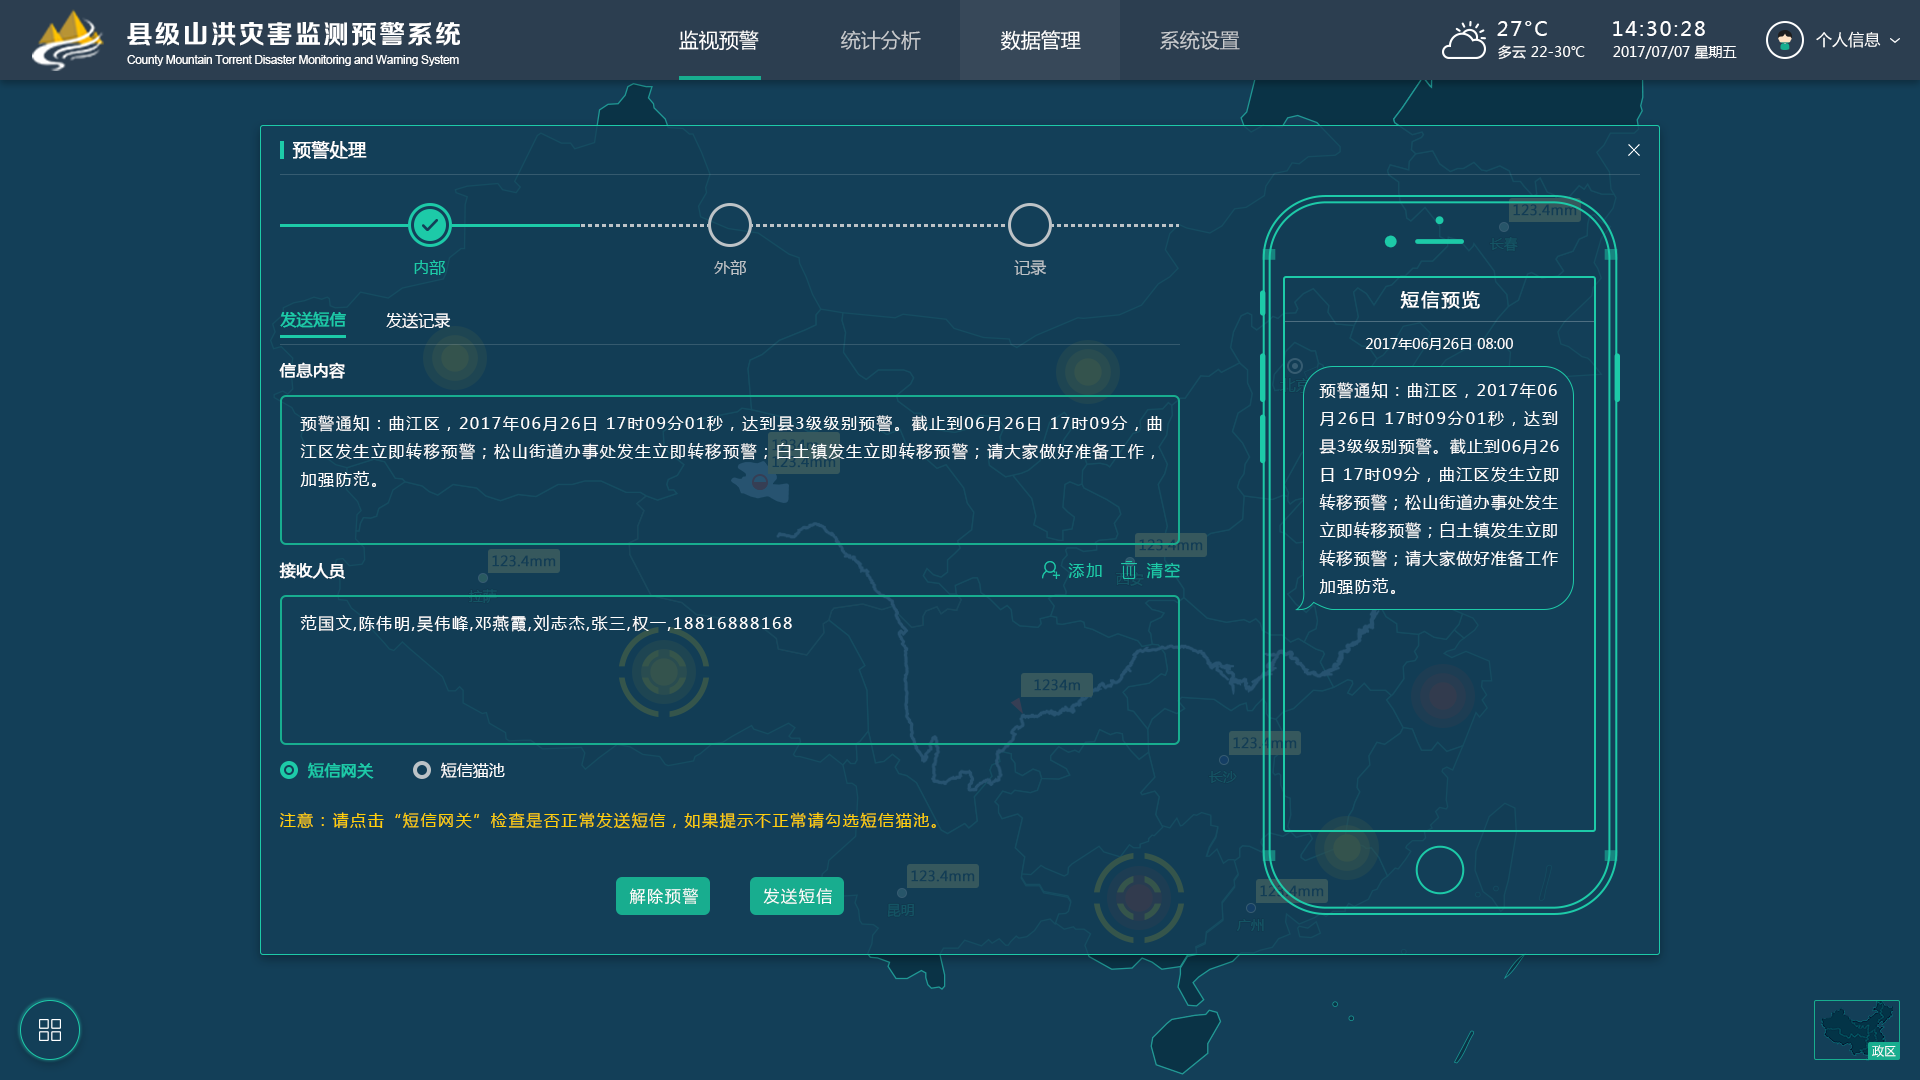 县级山洪灾害监测预警系统
County Mountain Torrent Disaster Monitoring and Warning System
监视预警
统计分析
数据管理
系统设置
27°C
多云 22-30℃
14:30:28
2017/07/07 星期五
个人信息
预警处理
内部
外部
记录
发送短信
发送记录
信息内容
预警通知：曲江区，2017年06月26日 17时09分01秒，达到县3级级别预警。截止到06月26日 17时09分，曲
江区发生立即转移预警；松山街道办事处发生立即转移预警；白土镇发生立即转移预警；请大家做好准备工作，
加强防范。
接收人员
添加
清空
范国文,陈伟明,吴伟峰,邓燕霞,刘志杰,张三,权一,18816888168
短信网关
短信猫池
注意：请点击“短信网关”检查是否正常发送短信，如果提示不正常请勾选短信猫池。
解除预警
发送短信
短信预览
2017年06月26日 08:00
预警通知：曲江区，2017年06
月26日 17时09分01秒，达到
县3级级别预警。截止到06月26
日 17时09分，曲江区发生立即
转移预警；松山街道办事处发生
立即转移预警；白土镇发生立即
转移预警；请大家做好准备工作
加强防范。
123.4mm
长春
北京
1234m
123.4mm
123.4mm
拉萨
123.4mm
西安
1234m
123.4mm
长沙
123.4mm
昆明
123.4mm
广州
政区